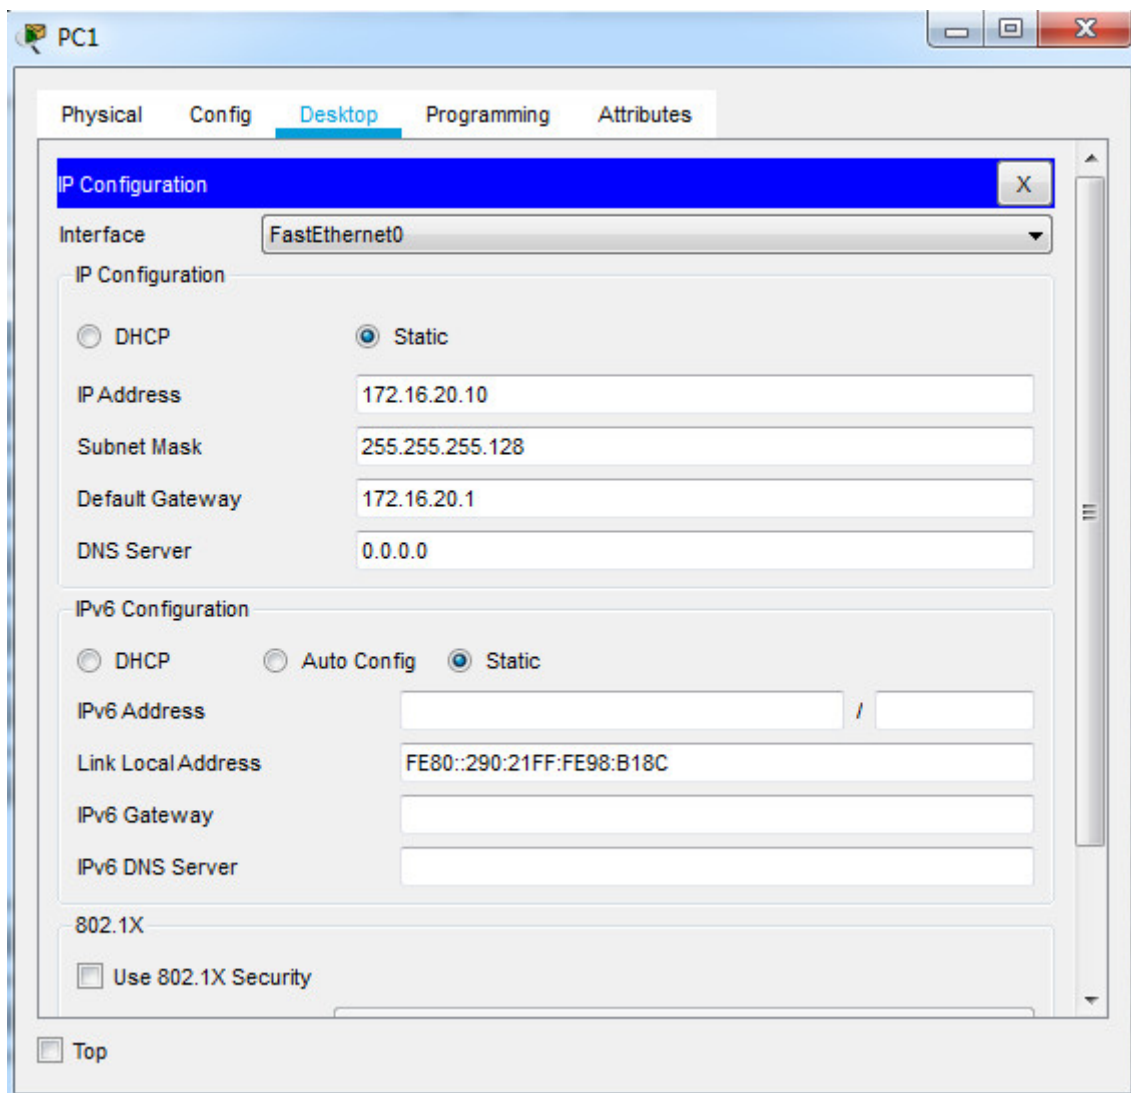 PC1
Physical Config Desktop Programming Attributes
IP Configuration X
Interface FastEthernet0
IP Configuration
DHCP Static
IP Address 172.16.20.10
Subnet Mask 255.255.255.128
Default Gateway 172.16.20.1
DNS Server 0.0.0.0
IPv6 Configuration
DHCP Auto Config Static
IPv6 Address /
Link Local Address FE80::290:21FF:FE98:B18C
IPv6 Gateway
IPv6 DNS Server
802.1X
Use 802.1X Security
Top